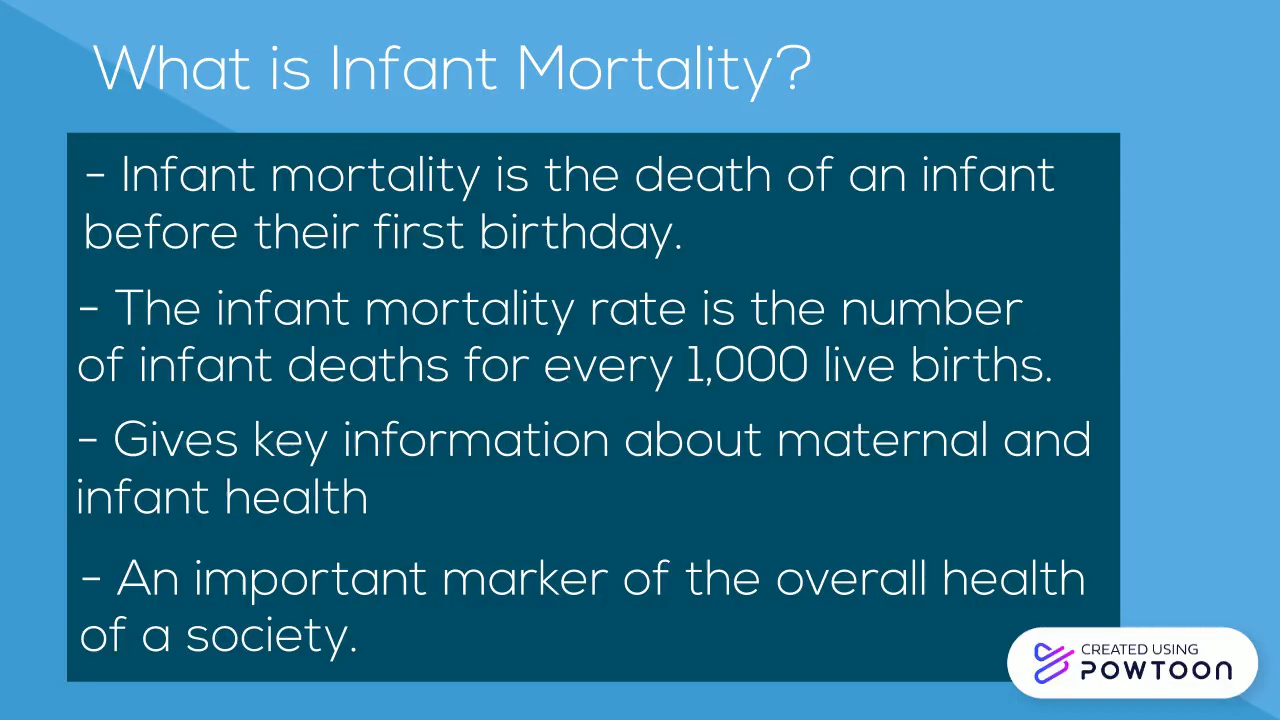 What is Infant Mortality?
- Infant mortality is the death of an infant
before their first birthday.
- The infant mortality rate is the number
of infant deaths for every 1,000 live births.
- Gives key information about maternal and
infant health
- An important marker of the overall health
of a society.
CREATED USING
POWTOON